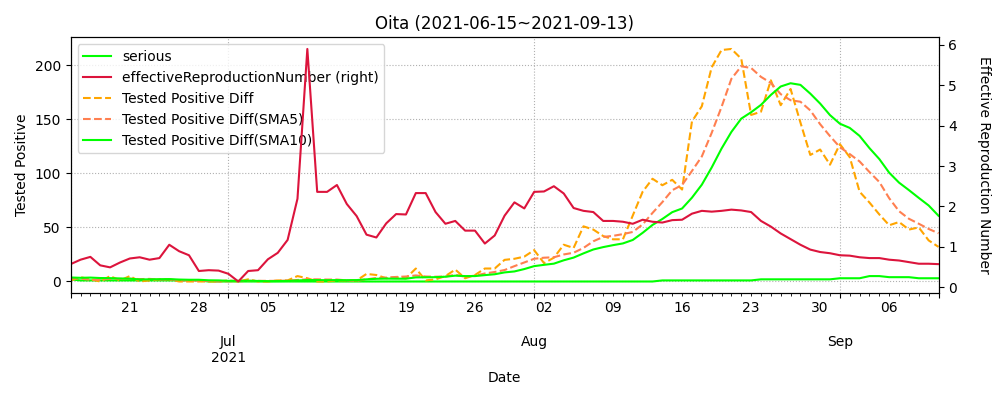 Oita (2021-06-15~2021-09-13)
serious
effectiveReproductionNumber (right)
Tested Positive Diff
Tested Positive Diff(SMA5)
Tested Positive Diff(SMA10)
Tested Positive
200
150
100
50
0
6
5
4
3
2
1
0
Effective Reproduction Number
21 28 05 12 19 26 02 09 16 23 30 06
Jul Aug Sep
2021
Date